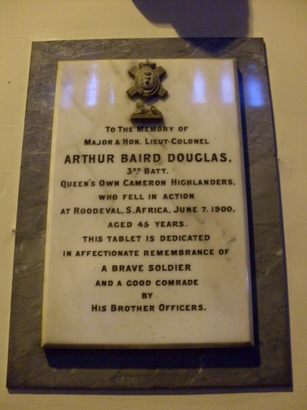 To The Memory of
Major & Hon. Lieut-Colonel
ARTHUR BAIRD DOUGLAS,
3RD Batt.
Queen's Own Cameron Highlanders,
who fell in action
at Roodeval, S. Africa, June 7. 1900,
aged 45 years.
This tablet is dedicated
in affectionate remembrance of
a brave soldier
and a good comrade
by
His Brother Officers.